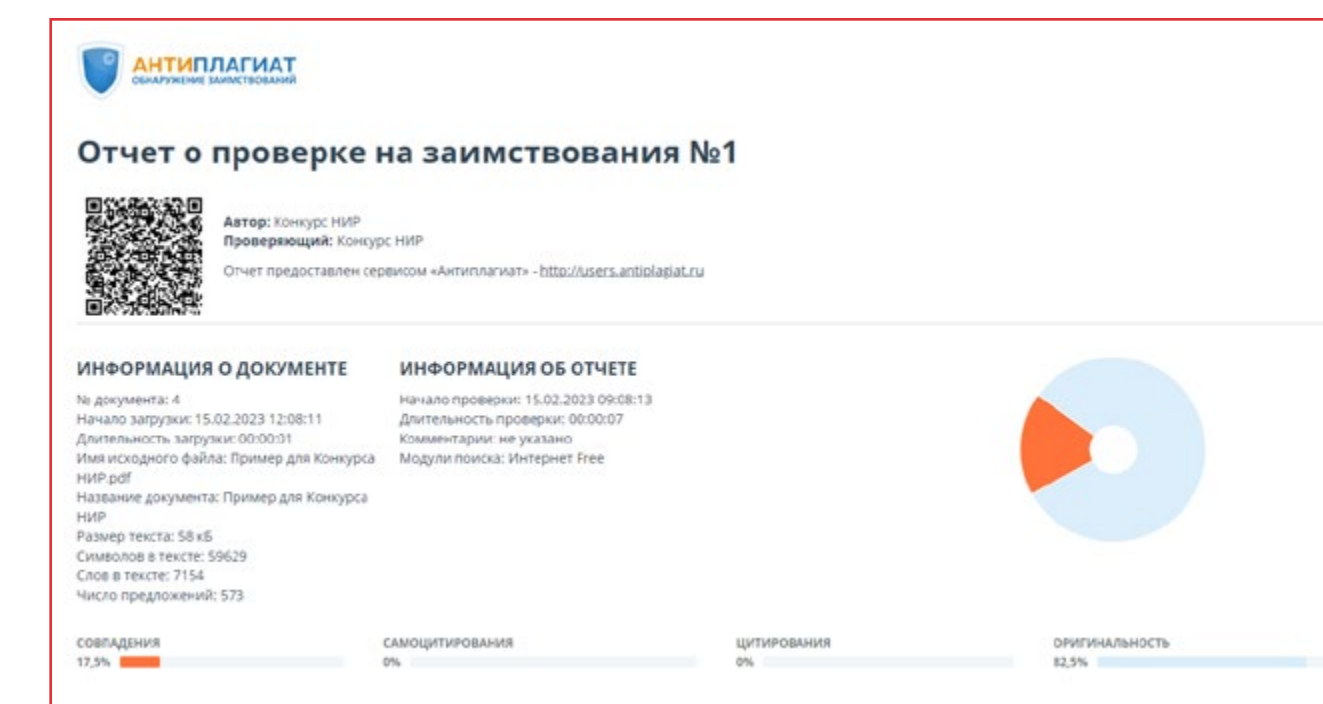 АНТИПЛАГИАТ
ОБНАРУЖЕНИЕ ЗАИМСТВОВАНИЙ
Отчет о проверке на заимствования №1
Автор: Конкурс НИР
Проверяющий: Конкурс НИР
Отчет предоставлен сервисом «Антиплагиат» - http://users.antiplagiat.ru
ИНФОРМАЦИЯ О ДОКУМЕНТЕ
№ документа: 4
Начало загрузки: 15.02.2023 12:08:11
Длительность загрузки: 00:00:01
Имя исходного файла: Пример для Конкурса
НИР.pdf
Название документа: Пример для Конкурса
НИР
Размер текста: 58 кБ
Символов в тексте: 59629
Слов в тексте: 7154
Число предложений: 573
ИНФОРМАЦИЯ ОБ ОТЧЕТЕ
Начало проверки: 15.02.2023 09:08:13
Длительность проверки: 00:00:07
Комментарии: не указано
Модули поиска: Интернет Free
СОВПАДЕНИЯ
17,5%
САМОЦИТИРОВАНИЯ
0%
ЦИТИРОВАНИЯ
0%
ОРИГИНАЛЬНОСТЬ
82,5%